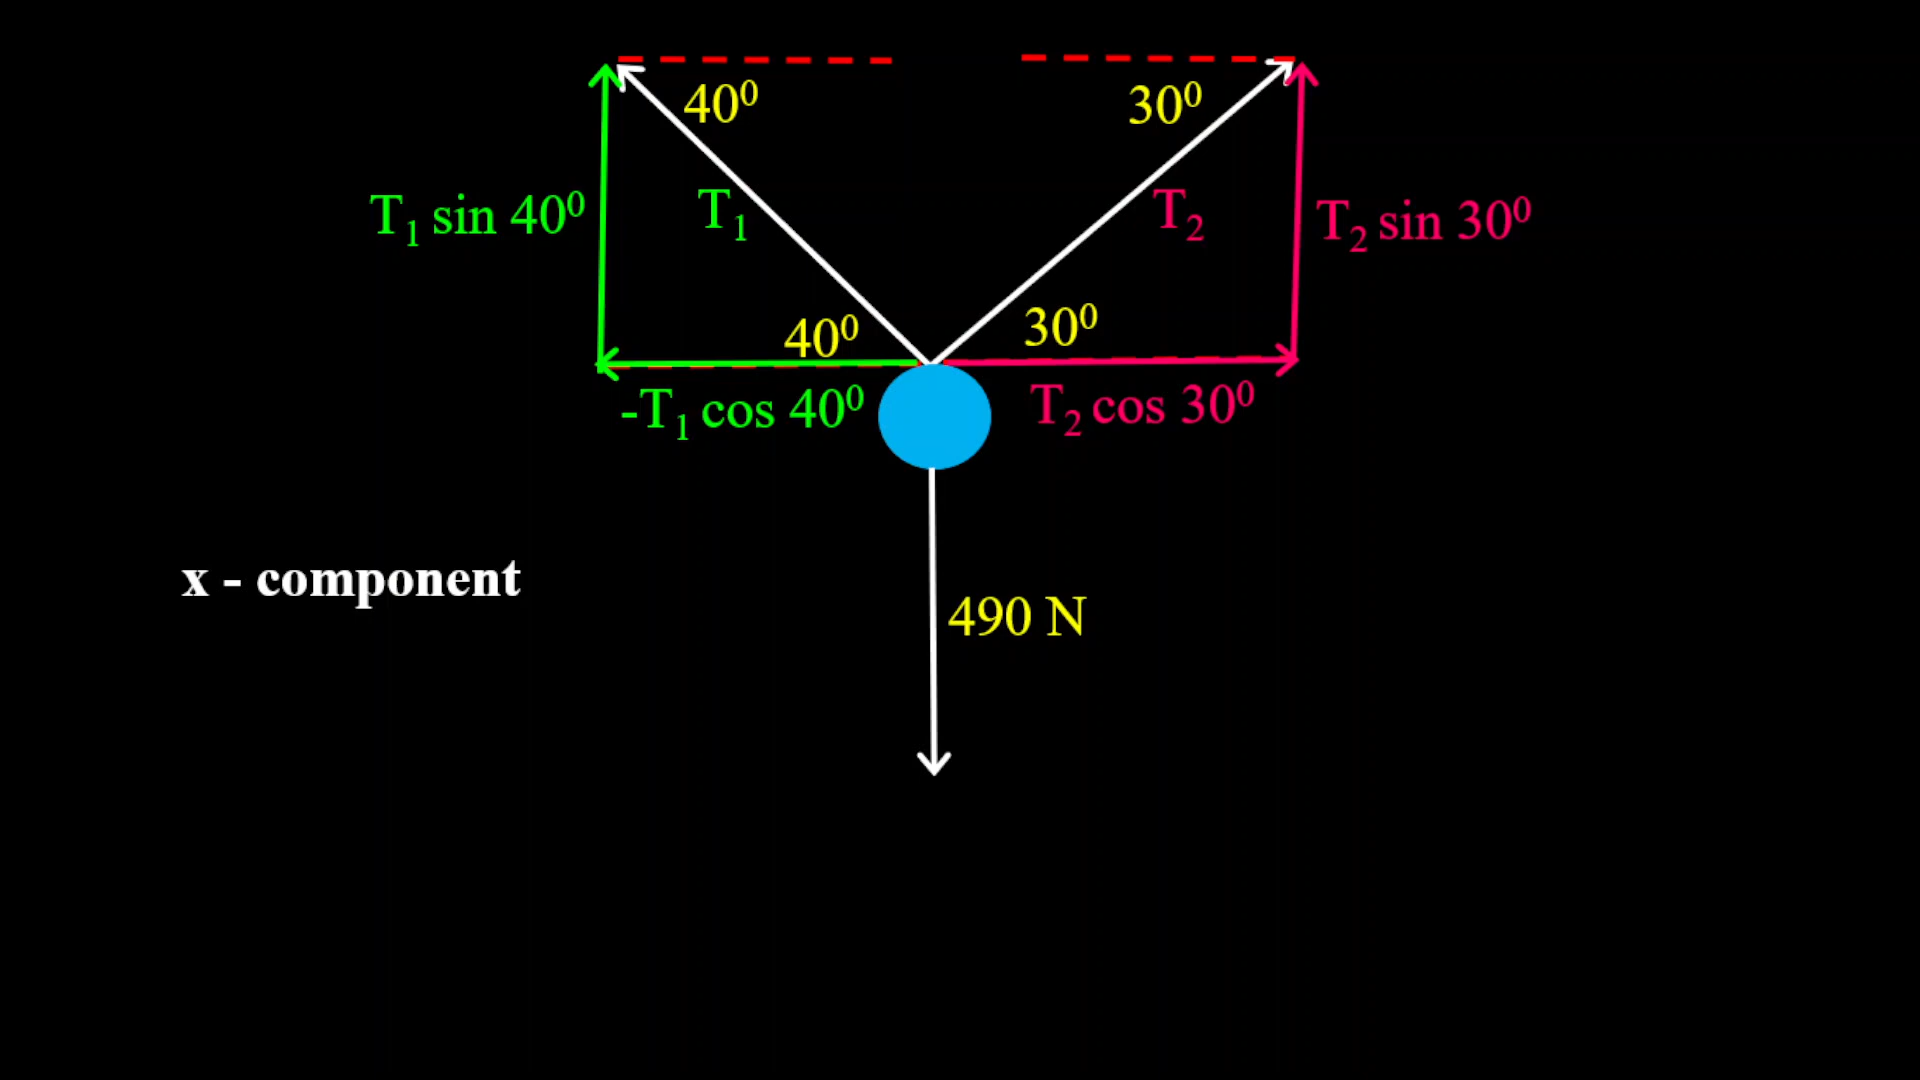 40⁰
30⁰
T₁ sin 40⁰
T₁
T₂
T₂ sin 30⁰
40⁰
30⁰
-T₁ cos 40⁰
T₂ cos 30⁰
x - component
490 N